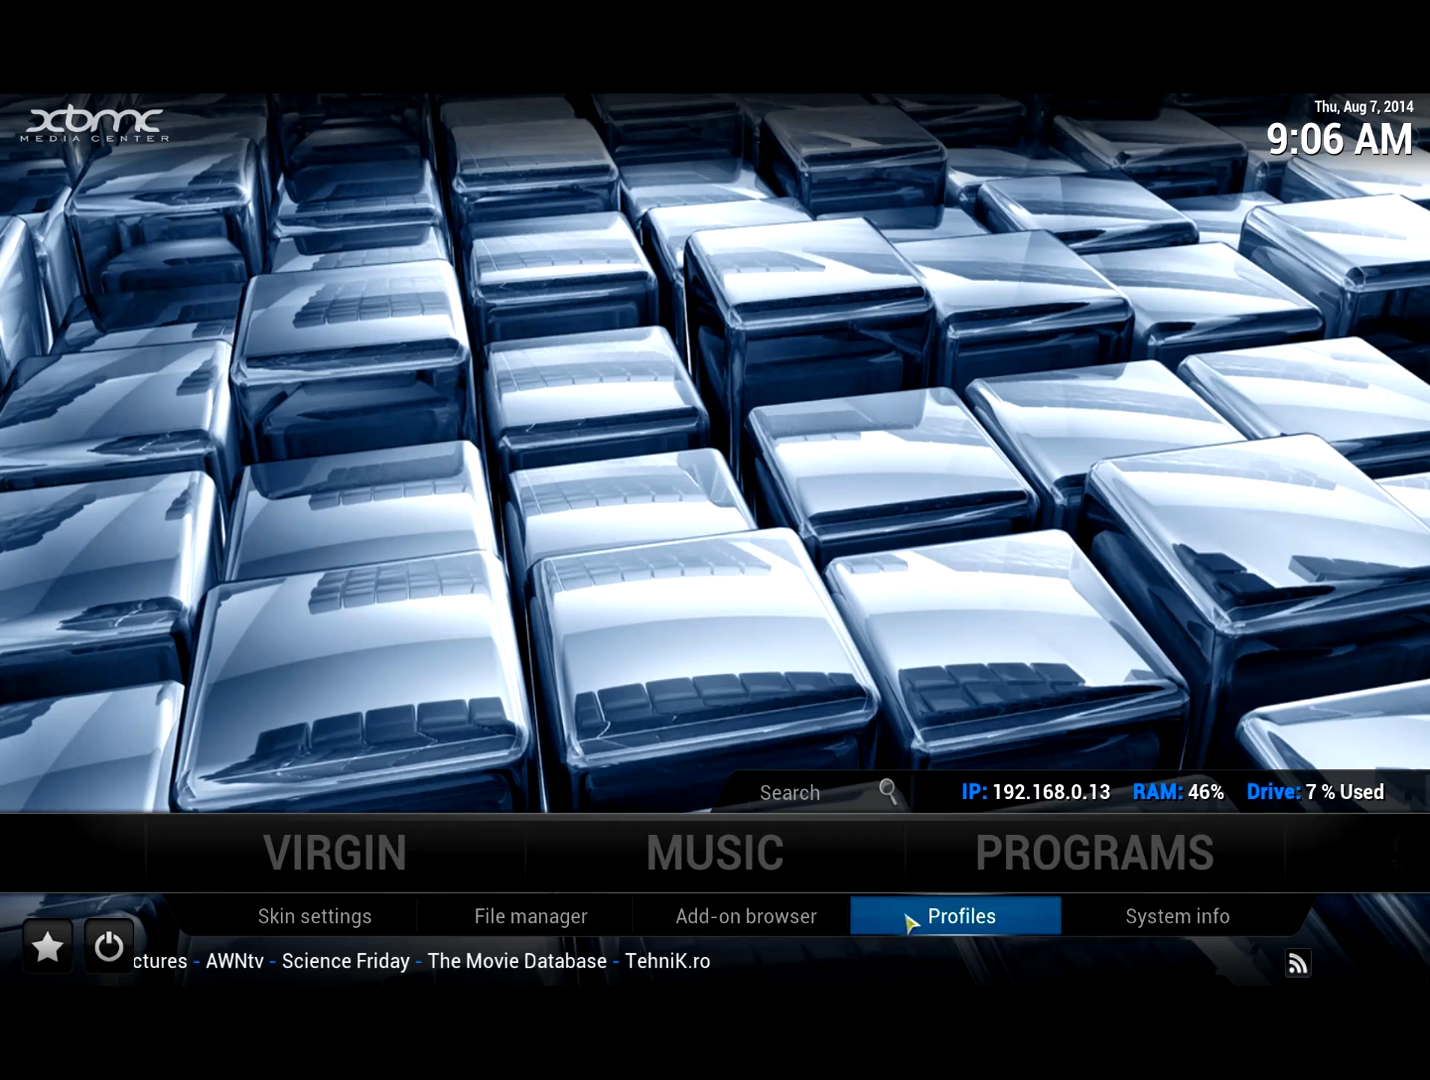 xbmc
MEDIA CENTER
Thu, Aug 7, 2014
9:06 AM
Search
IP: 192.168.0.13 RAM: 46% Drive: 7 % Used
VIRGIN MUSIC PROGRAMS
Skin settings File manager Add-on browser Profiles System info
ctures - AWNtv - Science Friday - The Movie Database - TehniK.ro